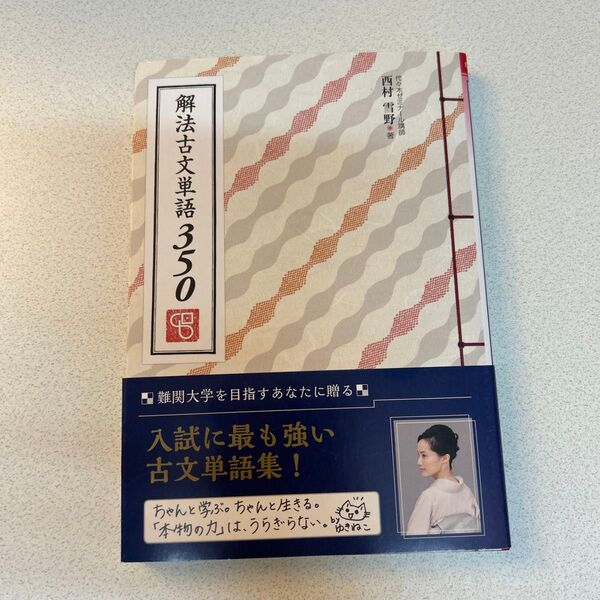 代々木ゼミナール講師
西村 雪野・著
解法古文単語350
難関大学を目指すあなたに贈る
入試に最も強い
古文単語集！
ちゃんと学ぶ。ちゃんと生きる。
「本物の力」は、うらぎらない。 by ゆきねこ